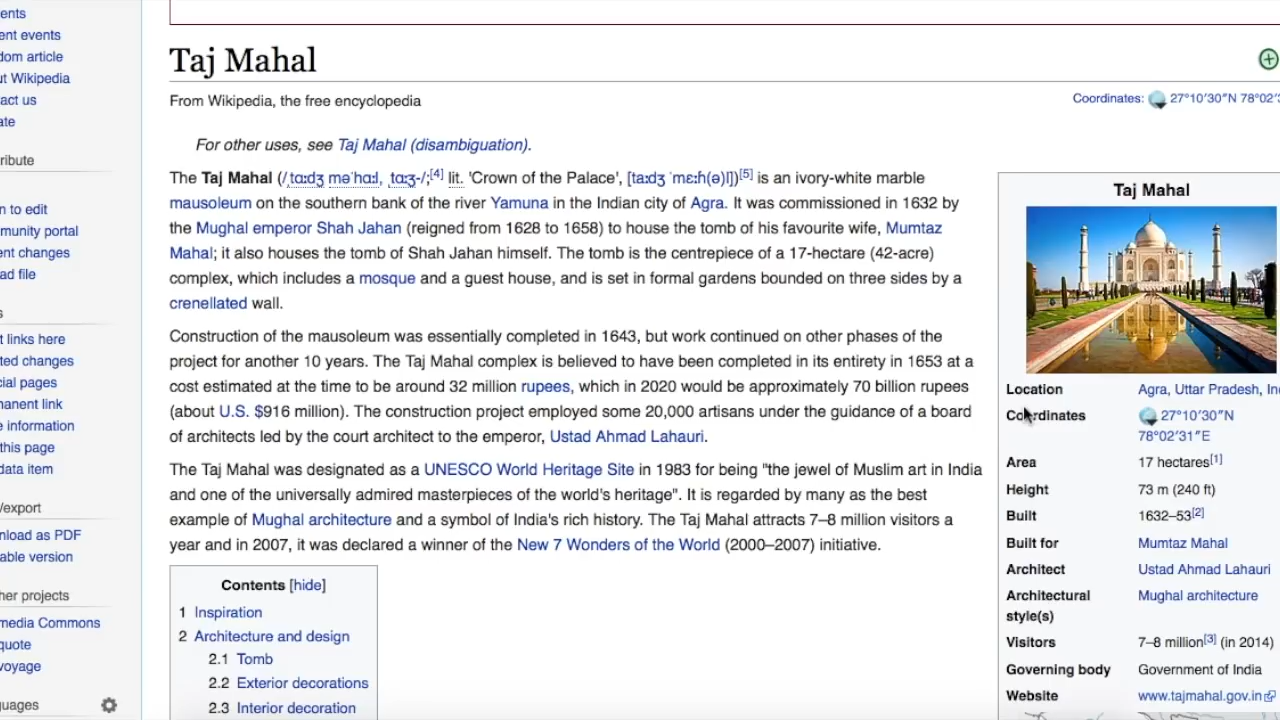 ents
ent events
dom article
ut Wikipedia
act us
ate
ribute
n to edit
munity portal
ent changes
ad file
s
t links here
ted changes
cial pages
nanent link
e information
this page
data item
/export
nload as PDF
able version
her projects
media Commons
quote
voyage
guages
Taj Mahal
From Wikipedia, the free encyclopedia
Coordinates: 27°10′30″N 78°02′3
For other uses, see Taj Mahal (disambiguation).
The Taj Mahal (/ˌtɑːdʒ məˈhɑːl, ˌtɑːʒ-/;[4] lit. 'Crown of the Palace', [taːdʒ ˈmɛːɦ(ə)l])[5] is an ivory-white marble
mausoleum on the southern bank of the river Yamuna in the Indian city of Agra. It was commissioned in 1632 by
the Mughal emperor Shah Jahan (reigned from 1628 to 1658) to house the tomb of his favourite wife, Mumtaz
Mahal; it also houses the tomb of Shah Jahan himself. The tomb is the centrepiece of a 17-hectare (42-acre)
complex, which includes a mosque and a guest house, and is set in formal gardens bounded on three sides by a
crenellated wall.
Construction of the mausoleum was essentially completed in 1643, but work continued on other phases of the
project for another 10 years. The Taj Mahal complex is believed to have been completed in its entirety in 1653 at a
cost estimated at the time to be around 32 million rupees, which in 2020 would be approximately 70 billion rupees
(about U.S. $916 million). The construction project employed some 20,000 artisans under the guidance of a board
of architects led by the court architect to the emperor, Ustad Ahmad Lahauri.
The Taj Mahal was designated as a UNESCO World Heritage Site in 1983 for being "the jewel of Muslim art in India
and one of the universally admired masterpieces of the world's heritage". It is regarded by many as the best
example of Mughal architecture and a symbol of India's rich history. The Taj Mahal attracts 7–8 million visitors a
year and in 2007, it was declared a winner of the New 7 Wonders of the World (2000–2007) initiative.
Contents [hide]
1 Inspiration
2 Architecture and design
2.1 Tomb
2.2 Exterior decorations
2.3 Interior decoration
Taj Mahal
Location Agra, Uttar Pradesh, In
Coordinates 27°10′30″N
78°02′31″E
Area 17 hectares[1]
Height 73 m (240 ft)
Built 1632–53[2]
Built for Mumtaz Mahal
Architect Ustad Ahmad Lahauri
Architectural Mughal architecture
style(s)
Visitors 7–8 million[3] (in 2014)
Governing body Government of India
Website www.tajmahal.gov.in